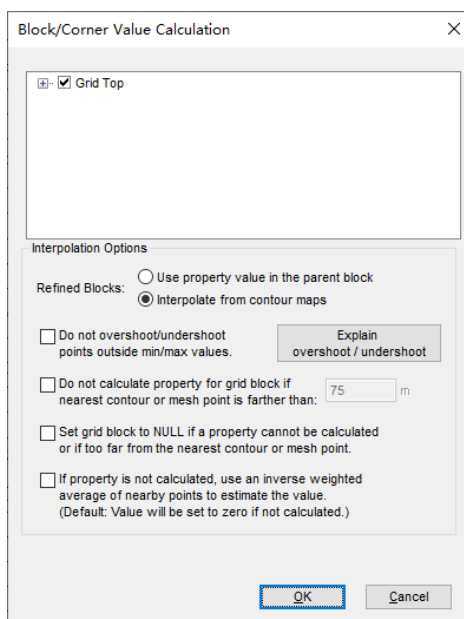 Block/Corner Value Calculation
Grid Top
Interpolation Options
Refined Blocks:
Use property value in the parent block
Interpolate from contour maps
Do not overshoot/undershoot
points outside min/max values.
Explain
overshoot / undershoot
Do not calculate property for grid block if
nearest contour or mesh point is farther than:
75
m
Set grid block to NULL if a property cannot be calculated
or if too far from the nearest contour or mesh point.
If property is not calculated, use an inverse weighted
average of nearby points to estimate the value.
(Default: Value will be set to zero if not calculated.)
OK
Cancel